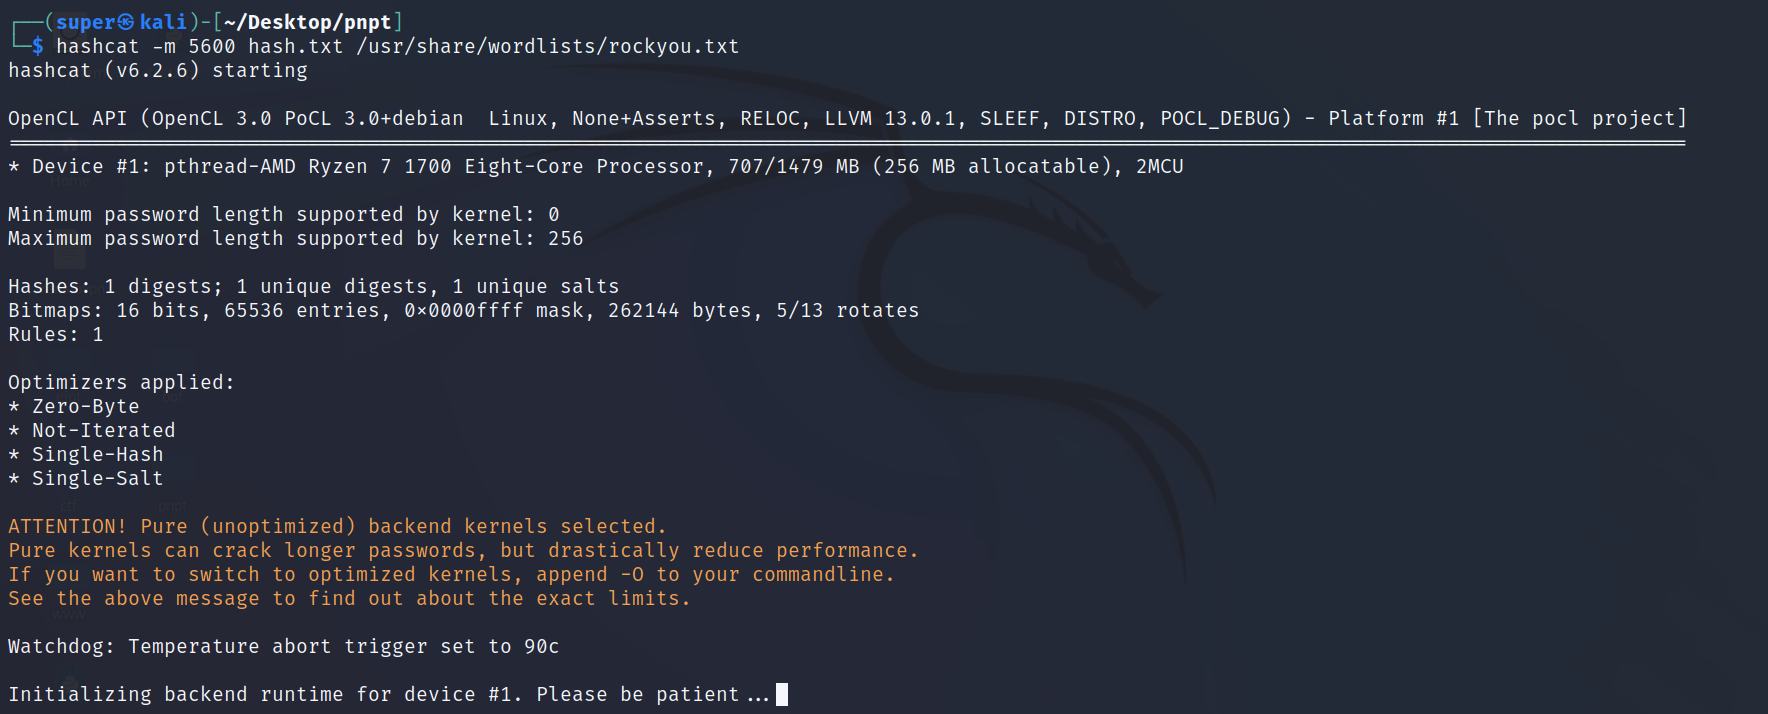 ┌──(super㉿kali)-[~/Desktop/pnpt]
└─$ hashcat -m 5600 hash.txt /usr/share/wordlists/rockyou.txt
hashcat (v6.2.6) starting
OpenCL API (OpenCL 3.0 PoCL 3.0+debian  Linux, None+Asserts, RELOC, LLVM 13.0.1, SLEEF, DISTRO, POCL_DEBUG) - Platform #1 [The pocl project]
============================================================================================================================================
* Device #1: pthread-AMD Ryzen 7 1700 Eight-Core Processor, 707/1479 MB (256 MB allocatable), 2MCU
Minimum password length supported by kernel: 0
Maximum password length supported by kernel: 256
Hashes: 1 digests; 1 unique digests, 1 unique salts
Bitmaps: 16 bits, 65536 entries, 0x0000ffff mask, 262144 bytes, 5/13 rotates
Rules: 1
Optimizers applied:
* Zero-Byte
* Not-Iterated
* Single-Hash
* Single-Salt
ATTENTION! Pure (unoptimized) backend kernels selected.
Pure kernels can crack longer passwords, but drastically reduce performance.
If you want to switch to optimized kernels, append -O to your commandline.
See the above message to find out about the exact limits.
Watchdog: Temperature abort trigger set to 90c
Initializing backend runtime for device #1. Please be patient...